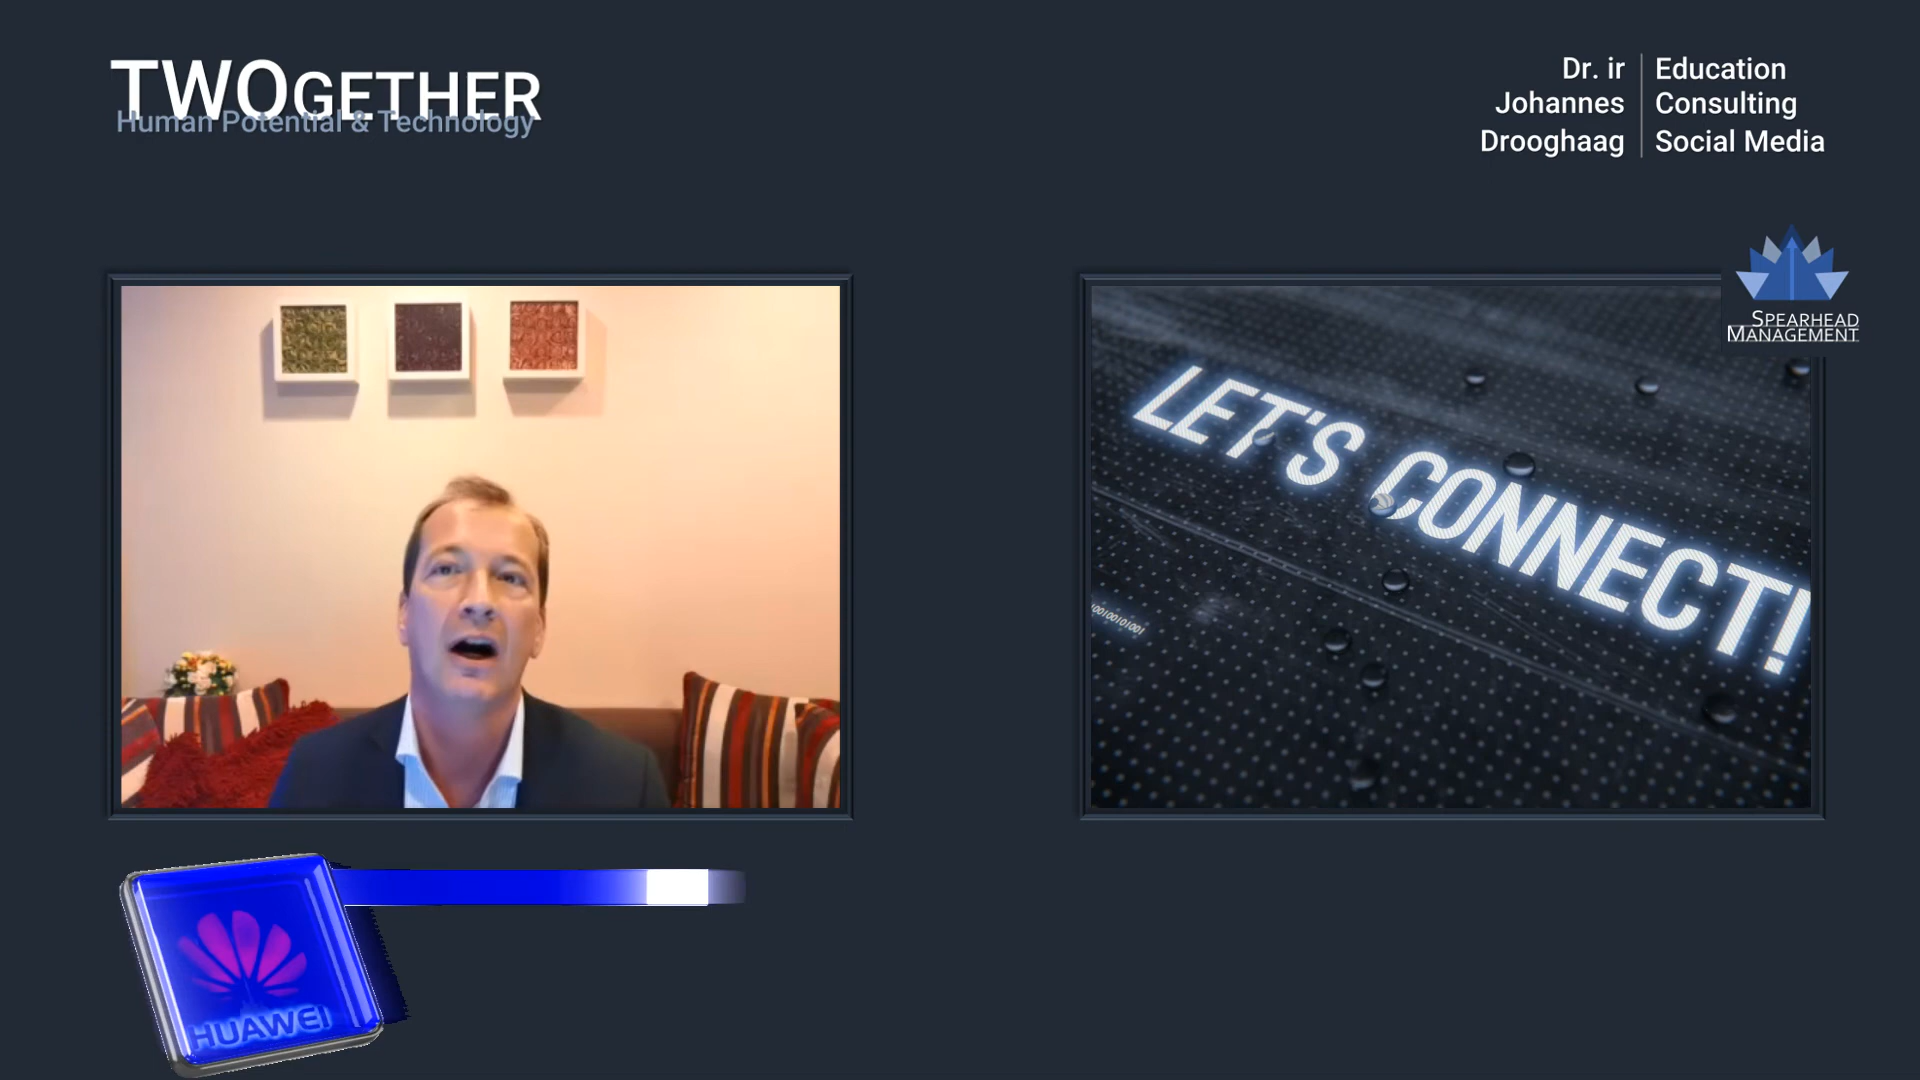 TWOGETHER
Human Potential & Technology
Dr. ir
Johannes
Drooghaag
Education
Consulting
Social Media
SPEARHEAD
MANAGEMENT
LET'S CONNECT!
HUAWEI